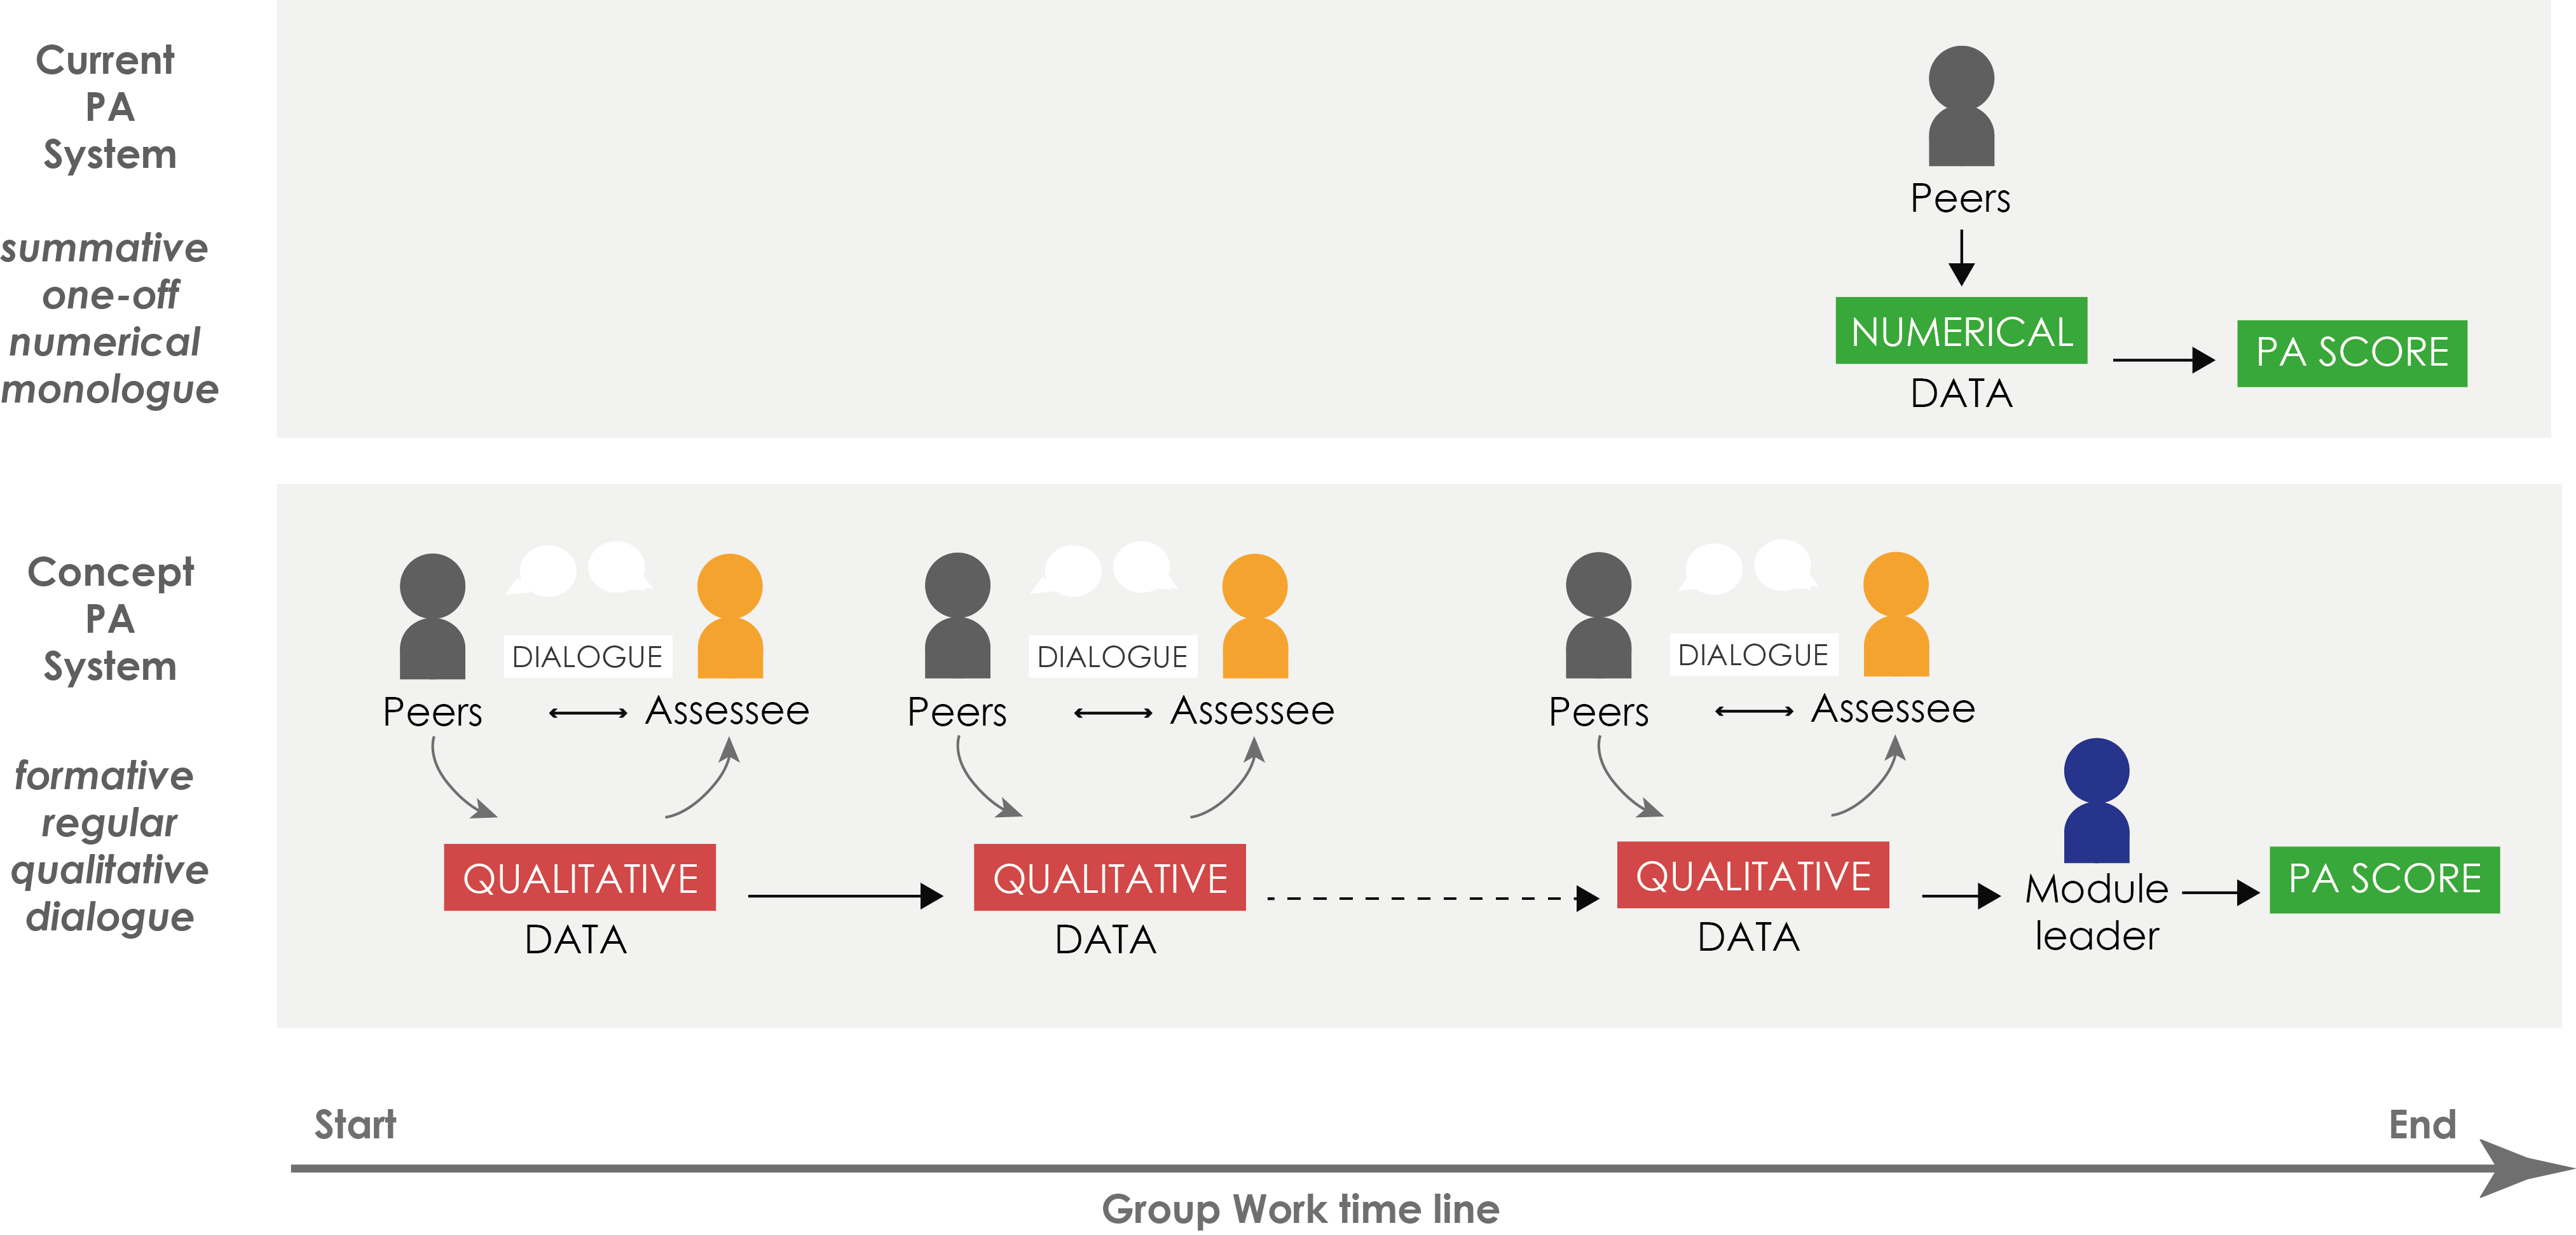 Current
PA
System
summative
one-off
numerical
monologue
Peers
NUMERICAL
DATA
PA SCORE
Concept
PA
System
formative
regular
qualitative
dialogue
DIALOGUE
Peers
Assessee
QUALITATIVE
DATA
DIALOGUE
Peers
Assessee
QUALITATIVE
DATA
DIALOGUE
Peers
Assessee
QUALITATIVE
DATA
Module
leader
PA SCORE
Start
End
Group Work time line